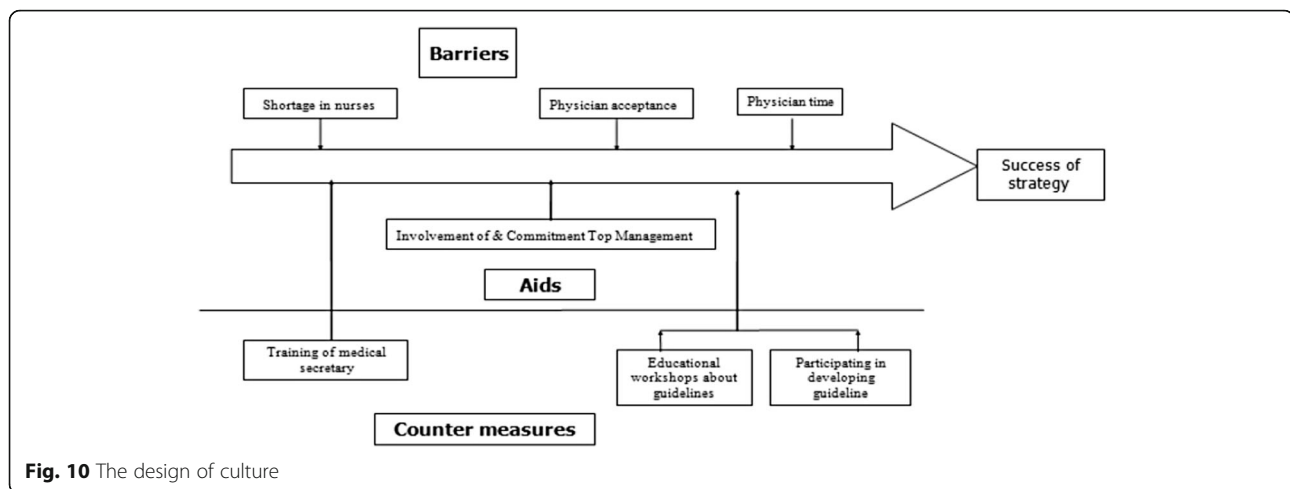 Barriers
Shortage in nurses
Physician acceptance
Physician time
Success of
strategy
Involvement of & Commitment Top Management
Aids
Training of medical
secretary
Educational
workshops about
guidelines
Participating in
developing
guideline
Counter measures
Fig. 10 The design of culture